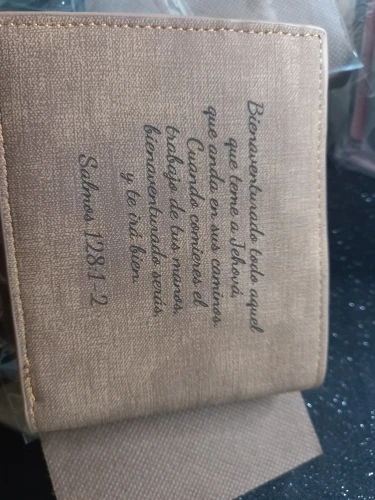 Bienaventurado todo aquel
que teme a Jehová,
que anda en sus caminos
Cuando comieres el
trabajo de tus manos,
bienaventurado serás,
y te irá bien.
Salmos 128:1-2